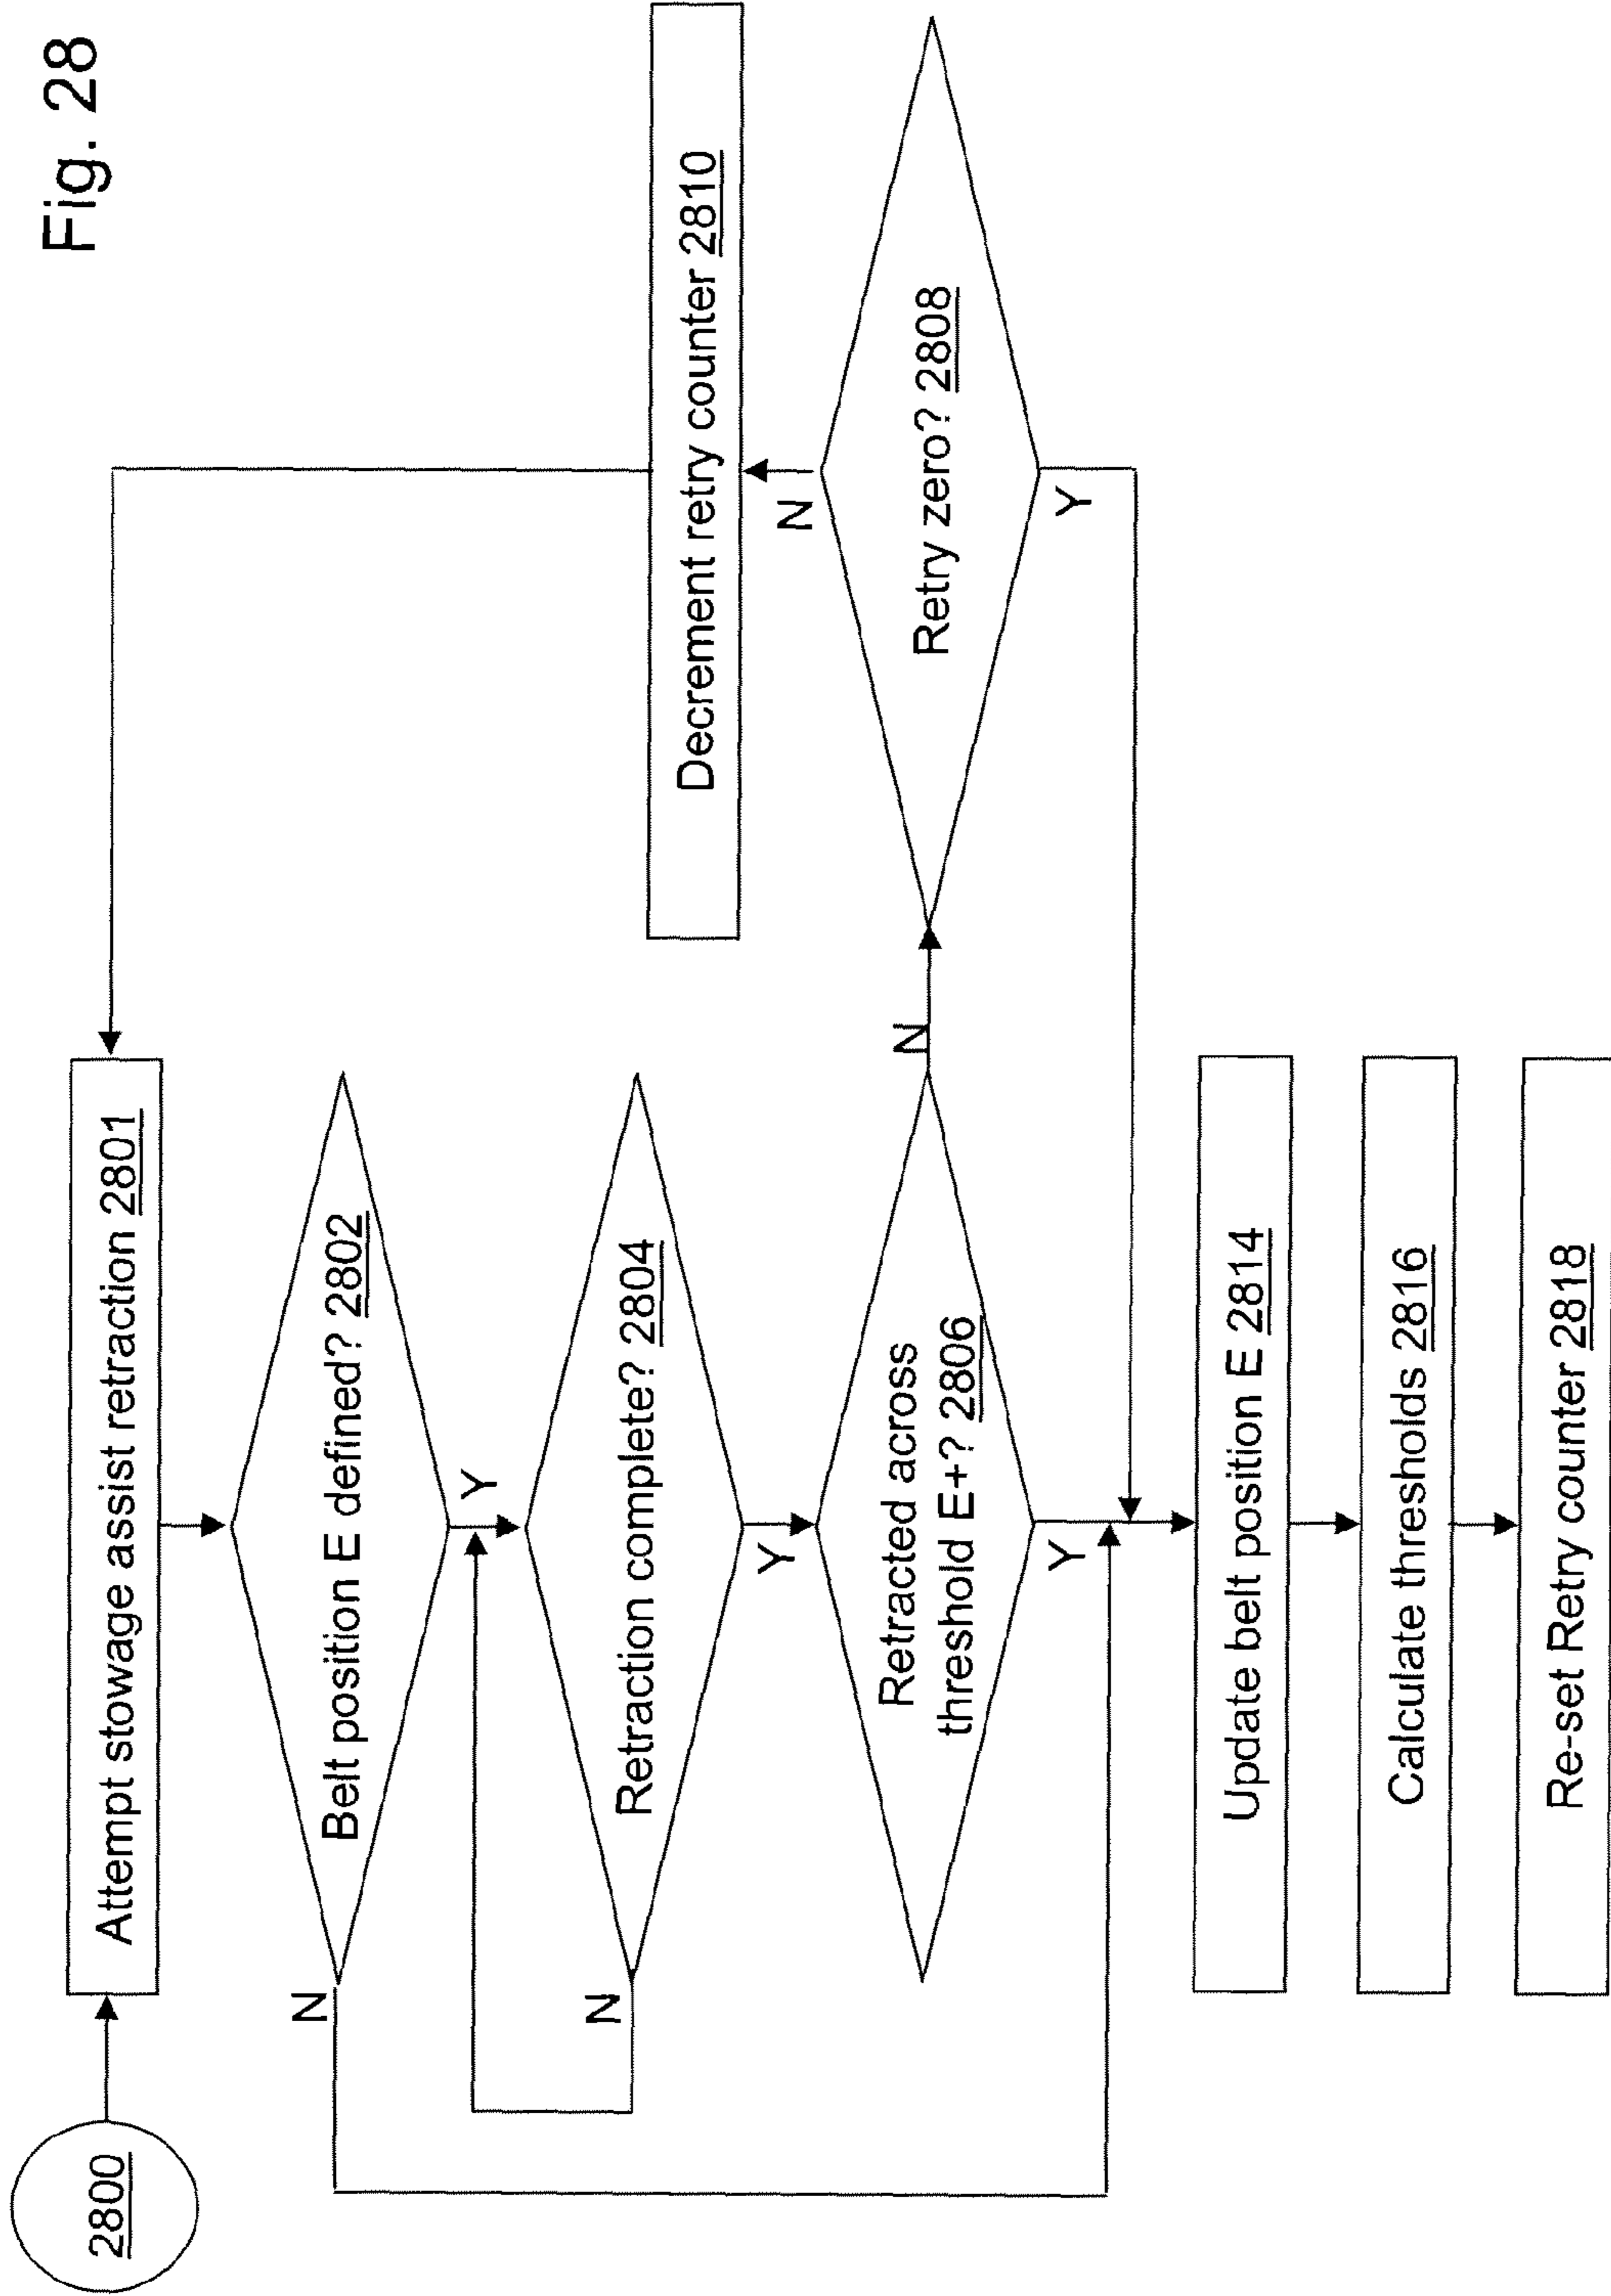 Fig. 28
2800
Attempt stowage assist retraction 2801
Belt position E defined? 2802
N
Y
Retraction complete? 2804
N
Y
Retracted across
threshold E+? 2806
N
Y
Retry zero? 2808
N
Y
Decrement retry counter 2810
Update belt position E 2814
Calculate thresholds 2816
Re-set Retry counter 2818